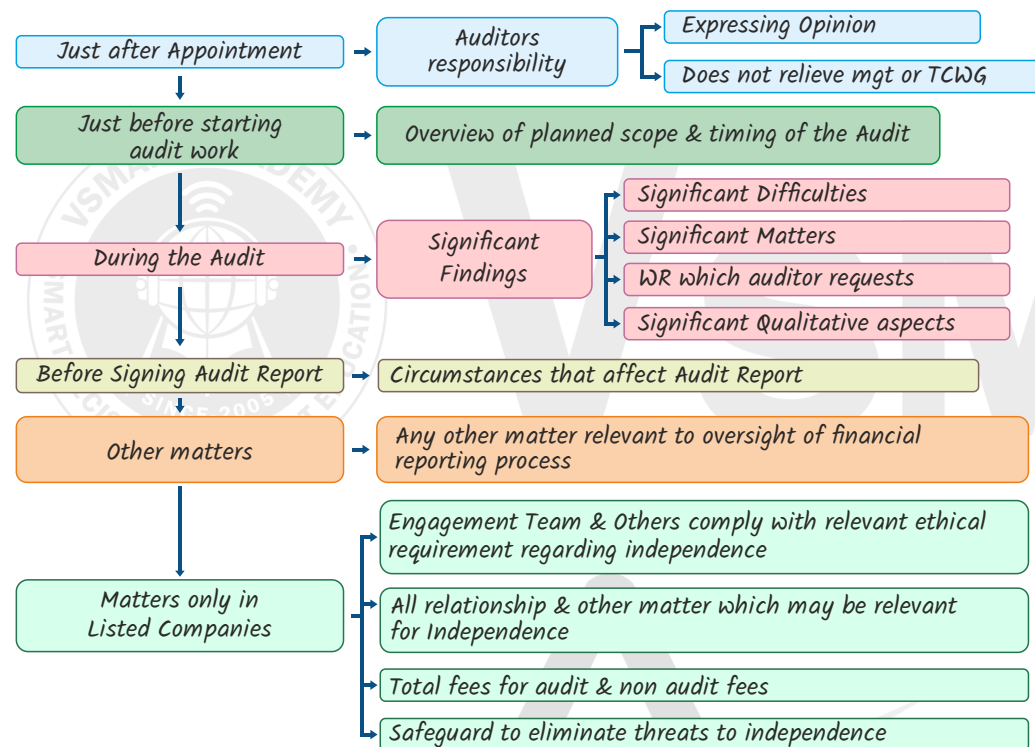 Just after Appointment
Auditors
responsibility
Expressing Opinion
Does not relieve mgt or TCWG
Just before starting
audit work
Overview of planned scope & timing of the Audit
During the Audit
Significant
Findings
Significant Difficulties
Significant Matters
WR which auditor requests
Significant Qualitative aspects
Before Signing Audit Report
Circumstances that affect Audit Report
Other matters
Any other matter relevant to oversight of financial
reporting process
Matters only in
Listed Companies
Engagement Team & Others comply with relevant ethical
requirement regarding independence
All relationship & other matter which may be relevant
for Independence
Total fees for audit & non audit fees
Safeguard to eliminate threats to independence
VSM
SINCE 2005